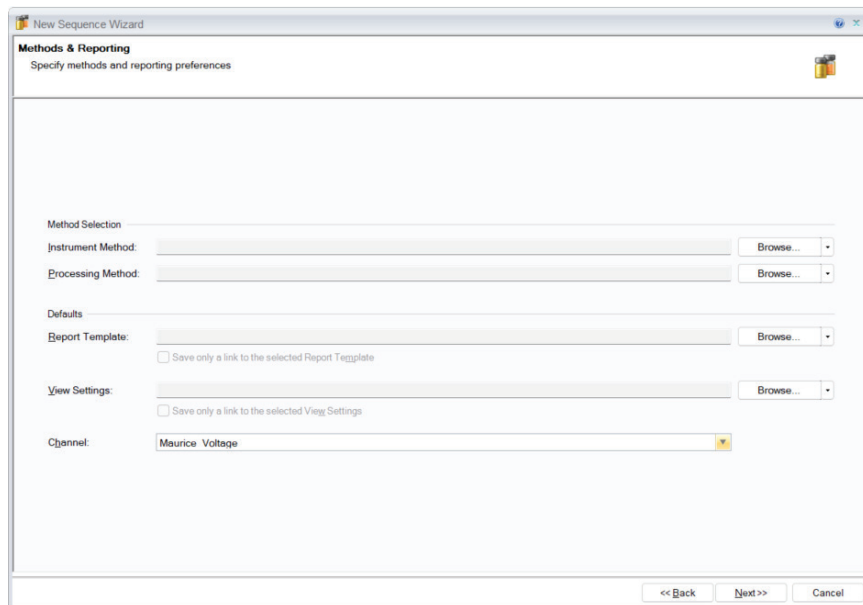 New Sequence Wizard
Methods & Reporting
Specify methods and reporting preferences
Method Selection
Instrument Method:
Browse...
Processing Method:
Browse...
Defaults
Report Template:
Browse...
Save only a link to the selected Report Template
View Settings:
Browse...
Save only a link to the selected View Settings
Channel:
Maurice Voltage
<< Back
Next >>
Cancel